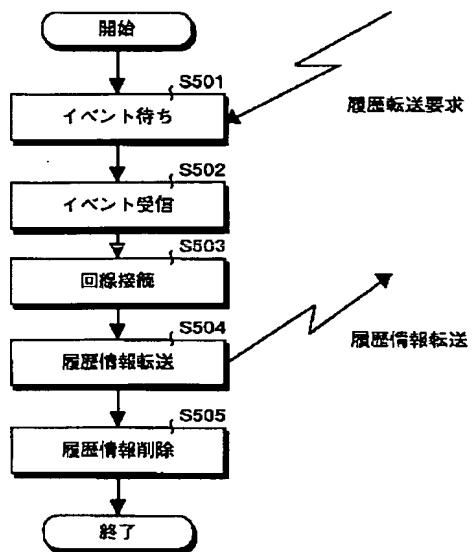 開始
S501
イベント待ち
履歴転送要求
S502
イベント受信
S503
回線接続
S504
履歴情報転送
履歴情報転送
S505
履歴情報削除
終了